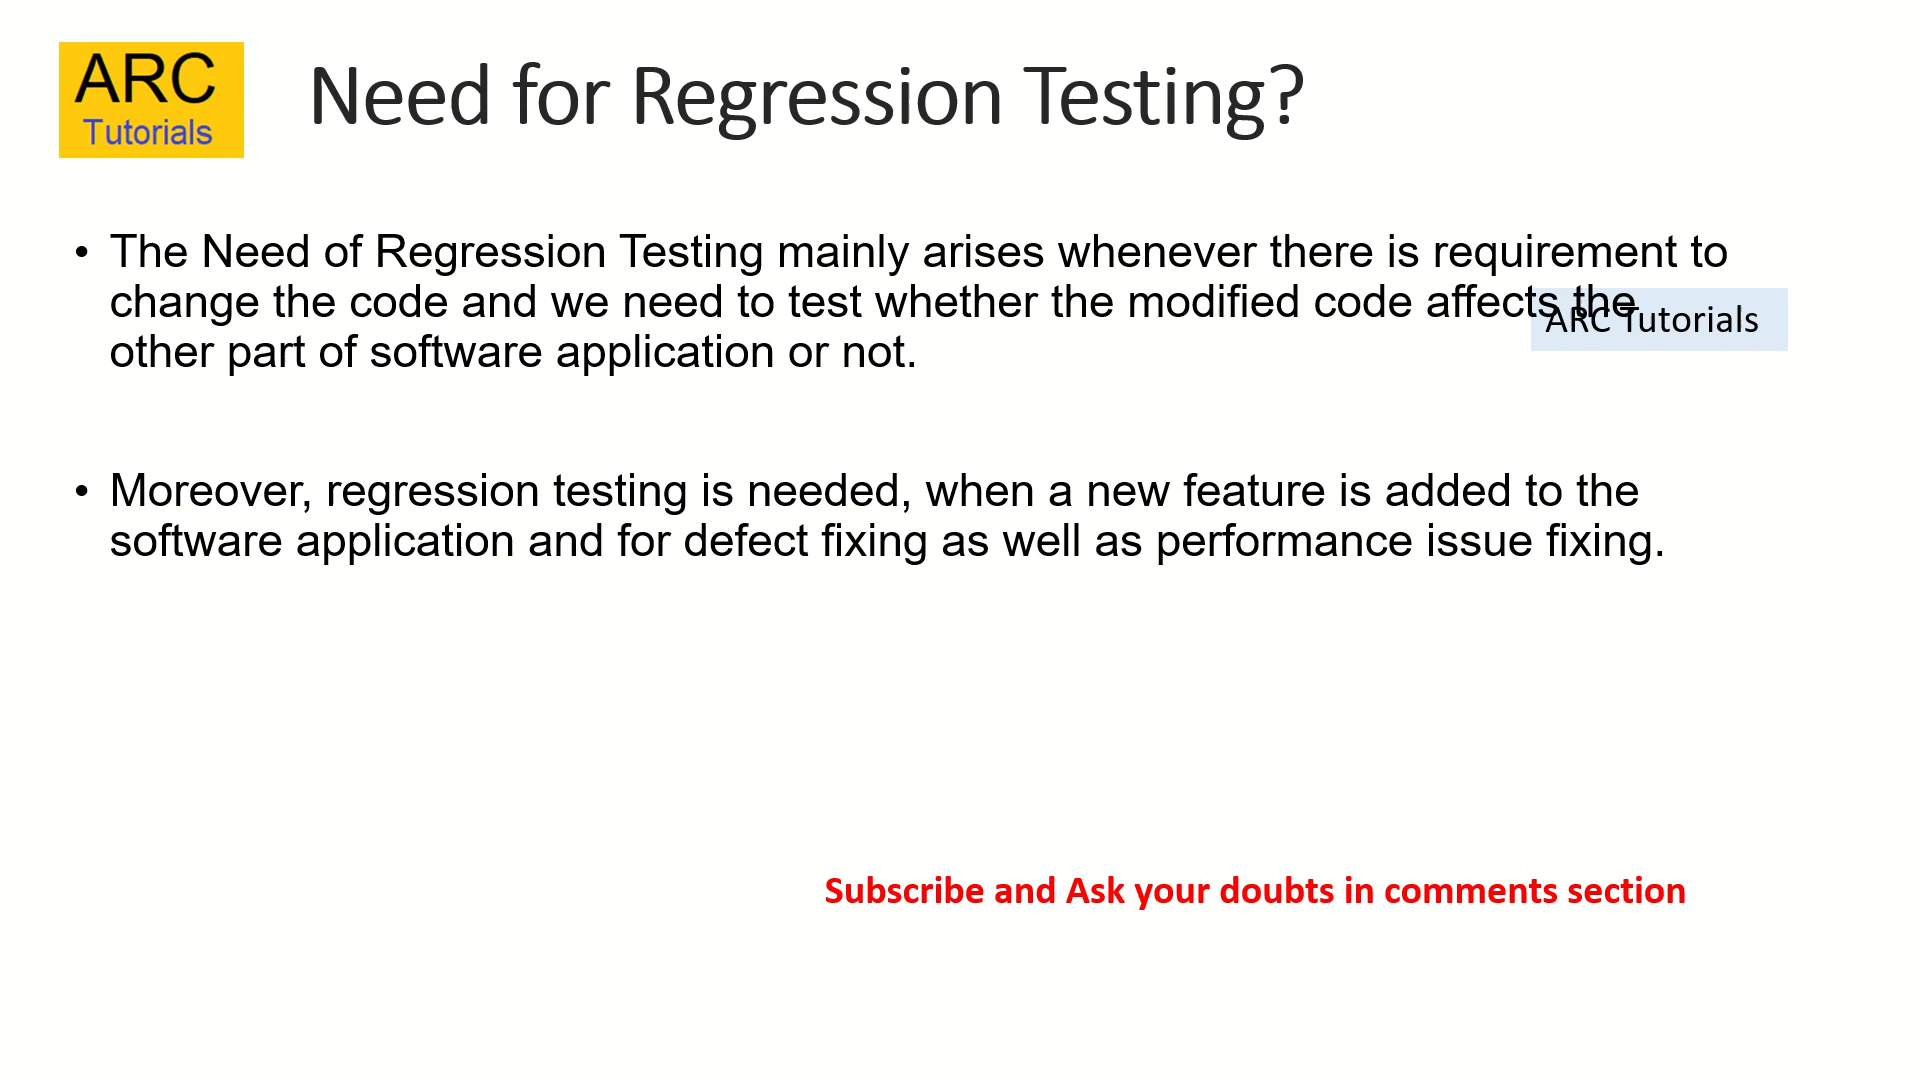 ARC
Tutorials
Need for Regression Testing?
• The Need of Regression Testing mainly arises whenever there is requirement to
change the code and we need to test whether the modified code affects the
ARC Tutorials
other part of software application or not.
• Moreover, regression testing is needed, when a new feature is added to the
software application and for defect fixing as well as performance issue fixing.
Subscribe and Ask your doubts in comments section